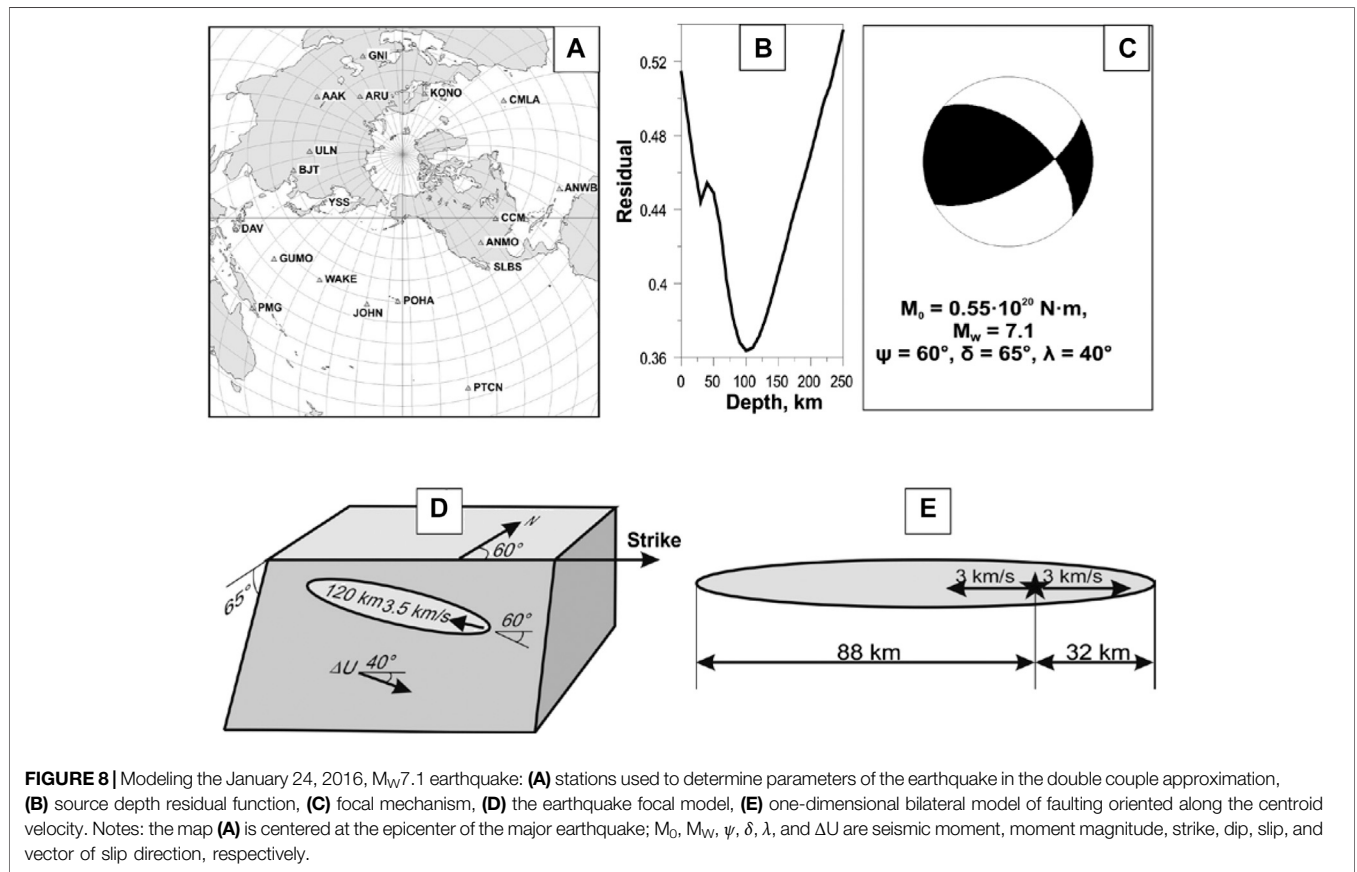 A
GNI
AAK
ARU
KONO
CMLA
ULN
BJT
ANWB
YSS
CCM
DAV
ANMO
GUMO
SLBS
WAKE
PMG
JOHN
POHA
PTCN
B
0.52
0.48
0.44
0.4
0.36
Residual
0 50 100 150 200 250
Depth, km
C
M₀ = 0.55·10²⁰ N·m,
M_W = 7.1
ψ = 60°, δ = 65°, λ = 40°
D
N
60°
Strike
65°
120 km 3.5 km/s
60°
ΔU 40°
E
3 km/s 3 km/s
88 km 32 km
FIGURE 8 | Modeling the January 24, 2016, M_W7.1 earthquake: (A) stations used to determine parameters of the earthquake in the double couple approximation,
(B) source depth residual function, (C) focal mechanism, (D) the earthquake focal model, (E) one-dimensional bilateral model of faulting oriented along the centroid
velocity. Notes: the map (A) is centered at the epicenter of the major earthquake; M₀, M_W, ψ, δ, λ, and ΔU are seismic moment, moment magnitude, strike, dip, slip, and
vector of slip direction, respectively.